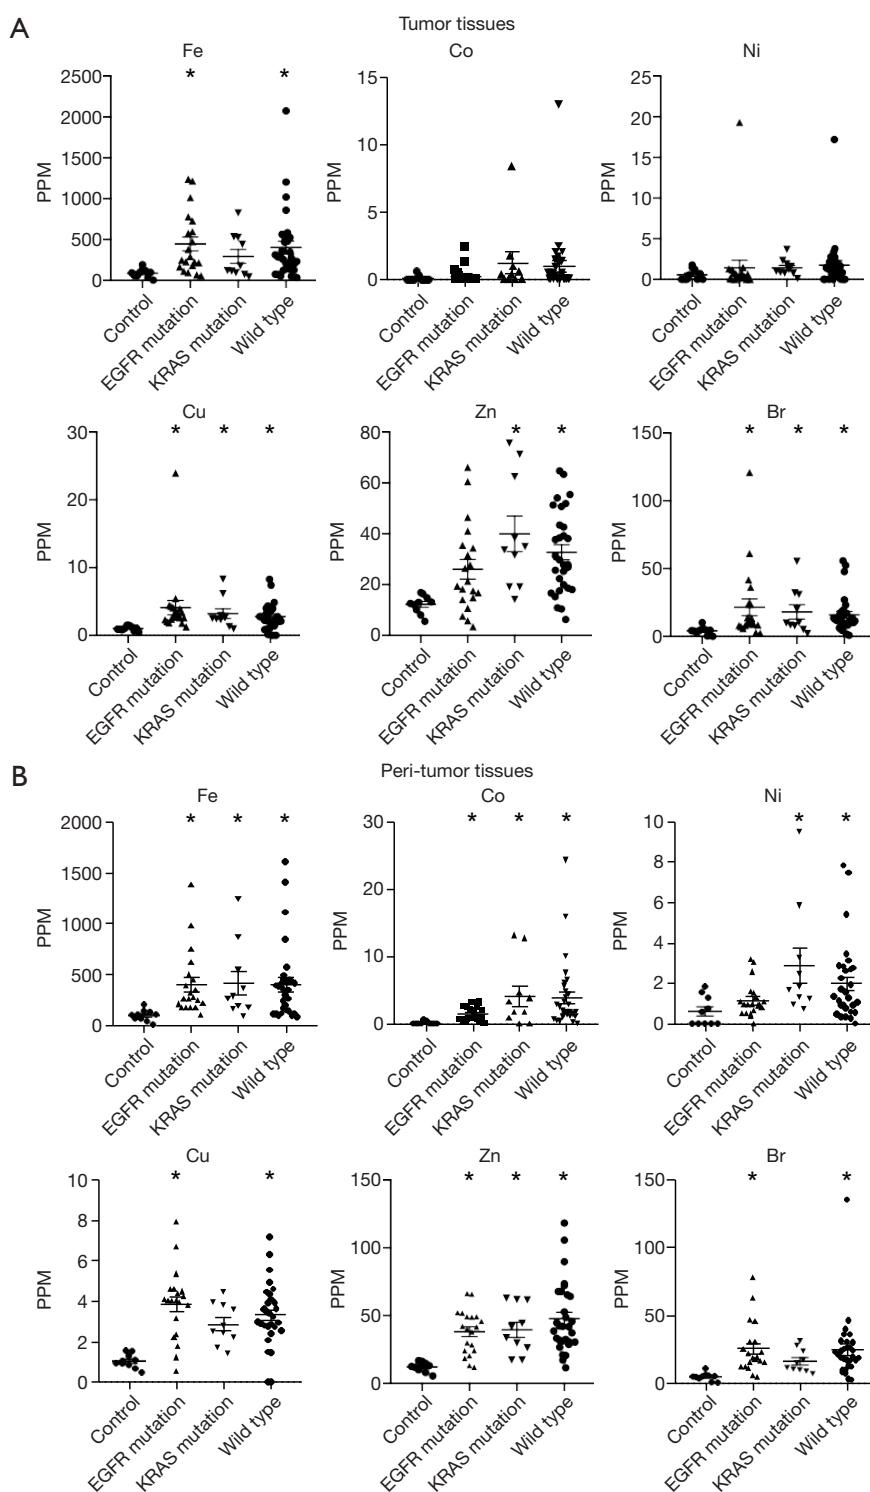 A
Tumor tissues
Fe
Co
Ni
* *
PPM
2500
2000
1500
1000
500
0
Control
EGFR mutation
KRAS mutation
Wild type
PPM
15
10
5
0
Control
EGFR mutation
KRAS mutation
Wild type
PPM
25
20
15
10
5
0
Control
EGFR mutation
KRAS mutation
Wild type
Cu
Zn
Br
* * *
PPM
30
20
10
0
Control
EGFR mutation
KRAS mutation
Wild type
* *
PPM
80
60
40
20
0
Control
EGFR mutation
KRAS mutation
Wild type
* * *
PPM
150
100
50
0
Control
EGFR mutation
KRAS mutation
Wild type
B
Peri-tumor tissues
Fe
Co
Ni
* * *
PPM
2000
1500
1000
500
0
Control
EGFR mutation
KRAS mutation
Wild type
* * *
PPM
30
20
10
0
Control
EGFR mutation
KRAS mutation
Wild type
* *
PPM
10
8
6
4
2
0
Control
EGFR mutation
KRAS mutation
Wild type
Cu
Zn
Br
* *
PPM
10
8
6
4
2
0
Control
EGFR mutation
KRAS mutation
Wild type
* * *
PPM
150
100
50
0
Control
EGFR mutation
KRAS mutation
Wild type
* *
PPM
150
100
50
0
Control
EGFR mutation
KRAS mutation
Wild type